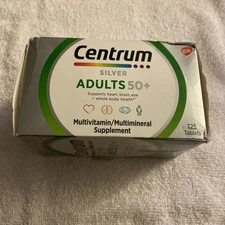 Centrum
SILVER
ADULTS 50+
Supports heart, brain, eye
+ whole body health^
Multivitamin/Multimineral
Supplement
125
Tablets